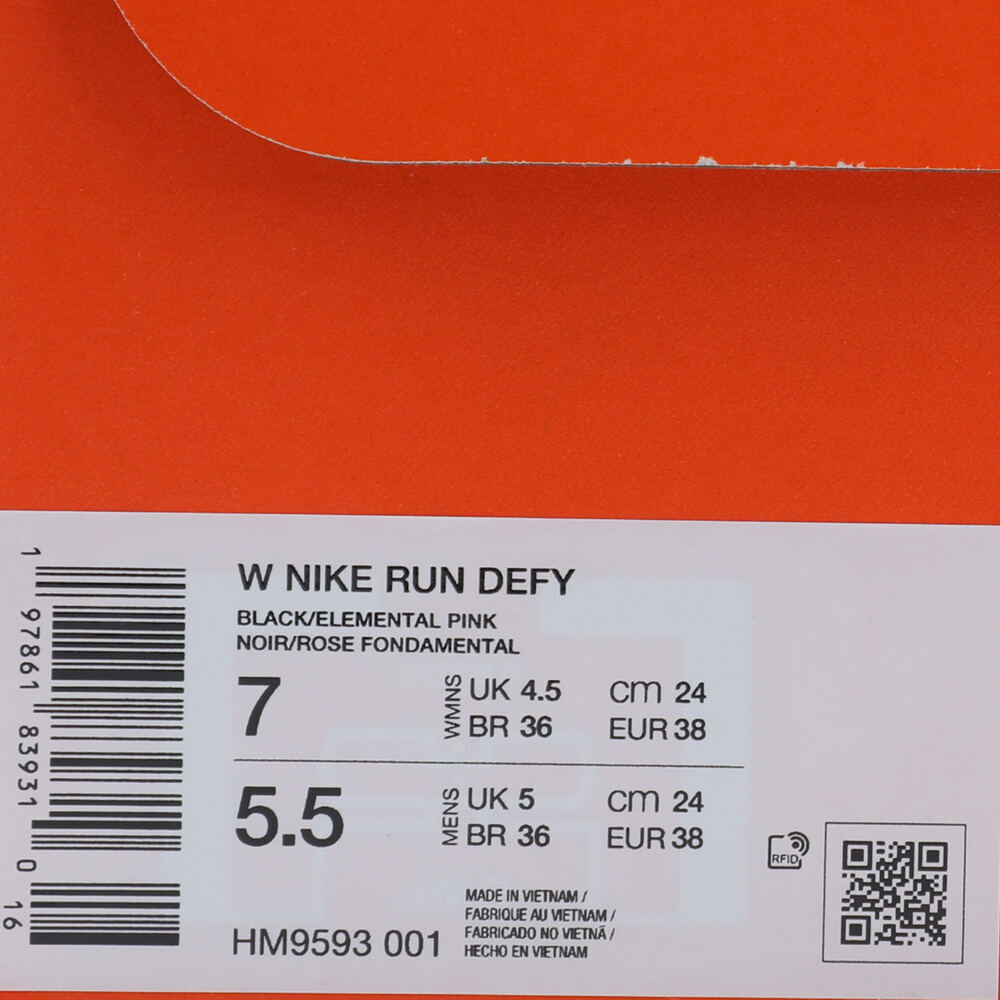 W NIKE RUN DEFY
BLACK/ELEMENTAL PINK
NOIR/ROSE FONDAMENTAL
7 WMNS UK 4.5 cm 24
BR 36 EUR 38
5.5 MENS UK 5 cm 24
BR 36 EUR 38
MADE IN VIETNAM /
FABRIQUE AU VIETNAM /
FABRICADO NO VIETNÃ /
HECHO EN VIETNAM
HM9593 001
1 97861 83931 0 16
RFID